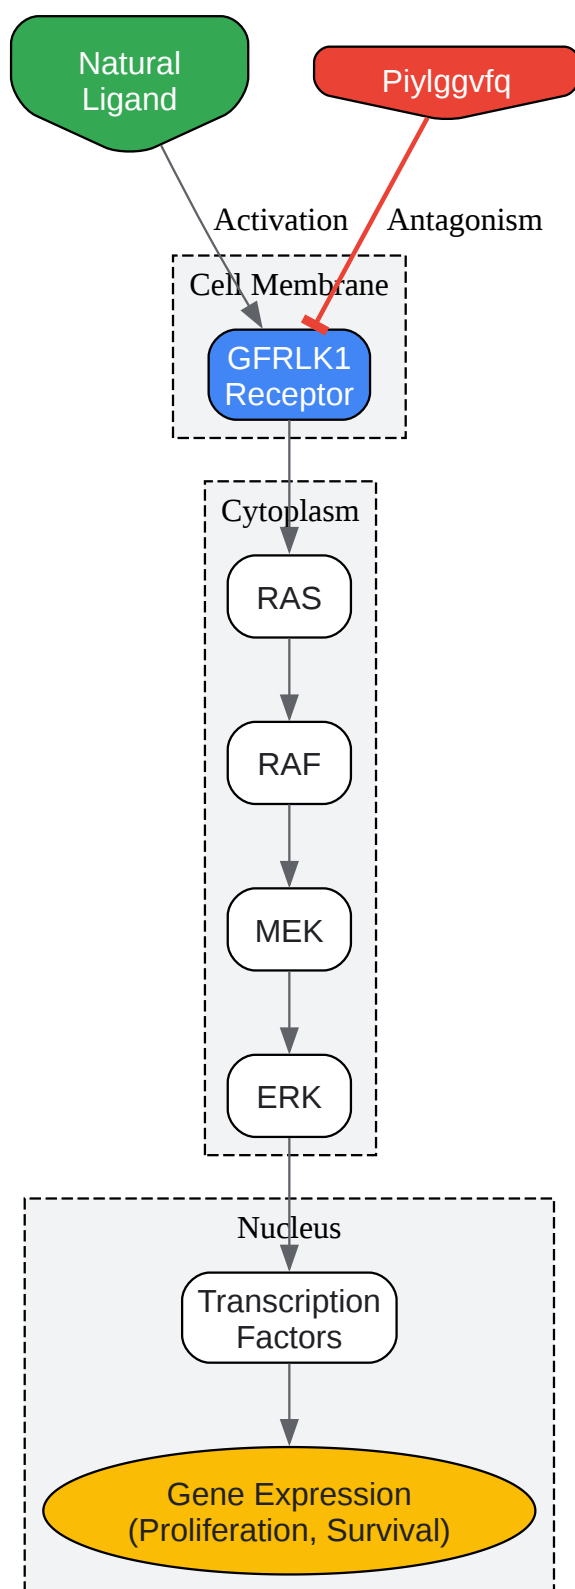 Natural
Ligand
Piylggvfq
Activation
Antagonism
Cell Membrane
GFRLK1
Receptor
Cytoplasm
RAS
RAF
MEK
ERK
Nucleus
Transcription
Factors
Gene Expression
(Proliferation, Survival)